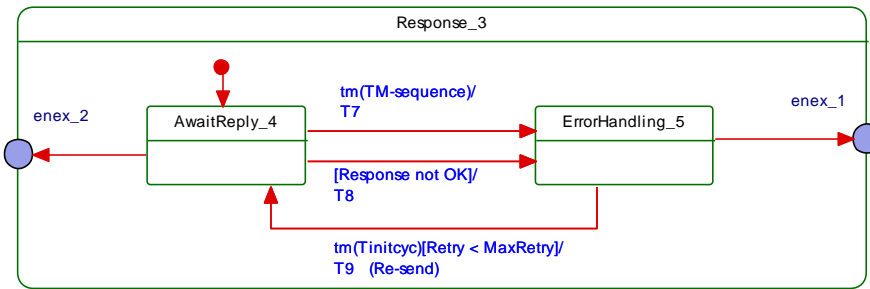 Response_3
tm(TM-sequence)/
T7
enex_2
enex_1
AwaitReply_4
ErrorHandling_5
[Response not OK]/
T8
tm(Tinitcyc)[Retry < MaxRetry]/
T9 (Re-send)